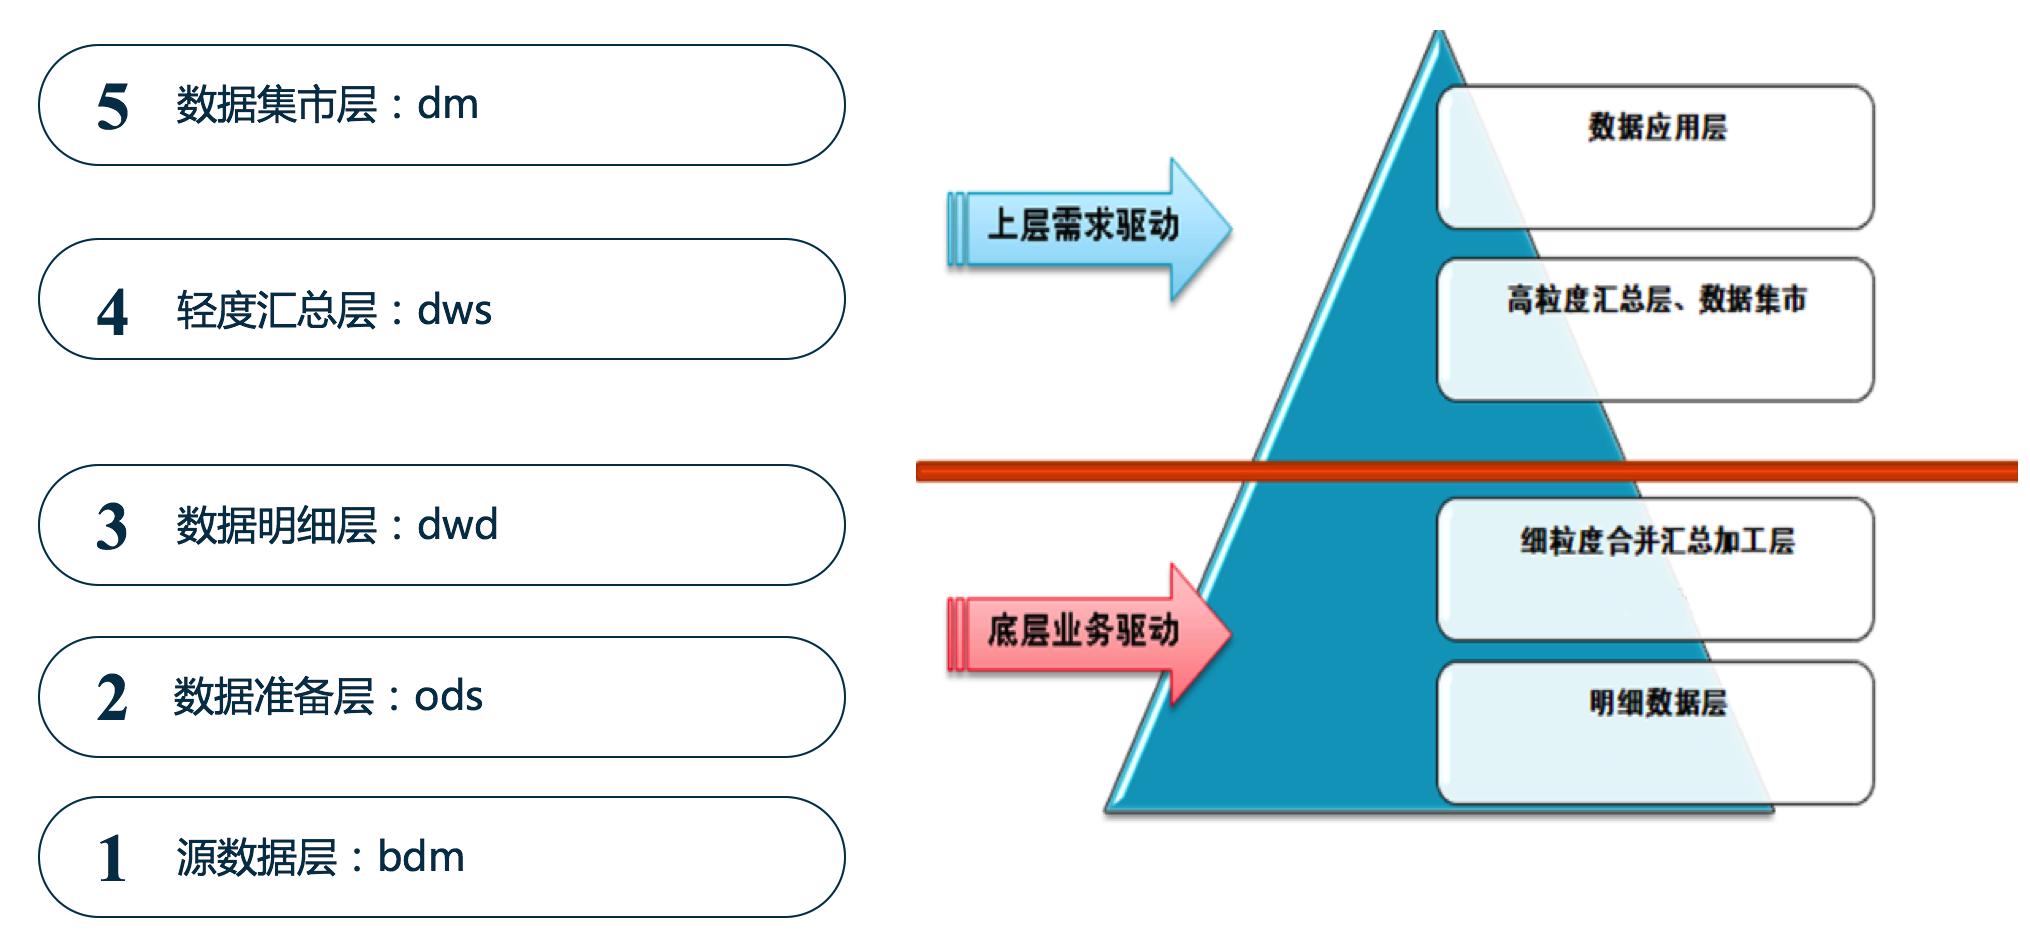 5 数据集市层：dm
4 轻度汇总层：dws
3 数据明细层：dwd
2 数据准备层：ods
1 源数据层：bdm
数据应用层
上层需求驱动
高粒度汇总层、数据集市
细粒度合并汇总加工层
底层业务驱动
明细数据层